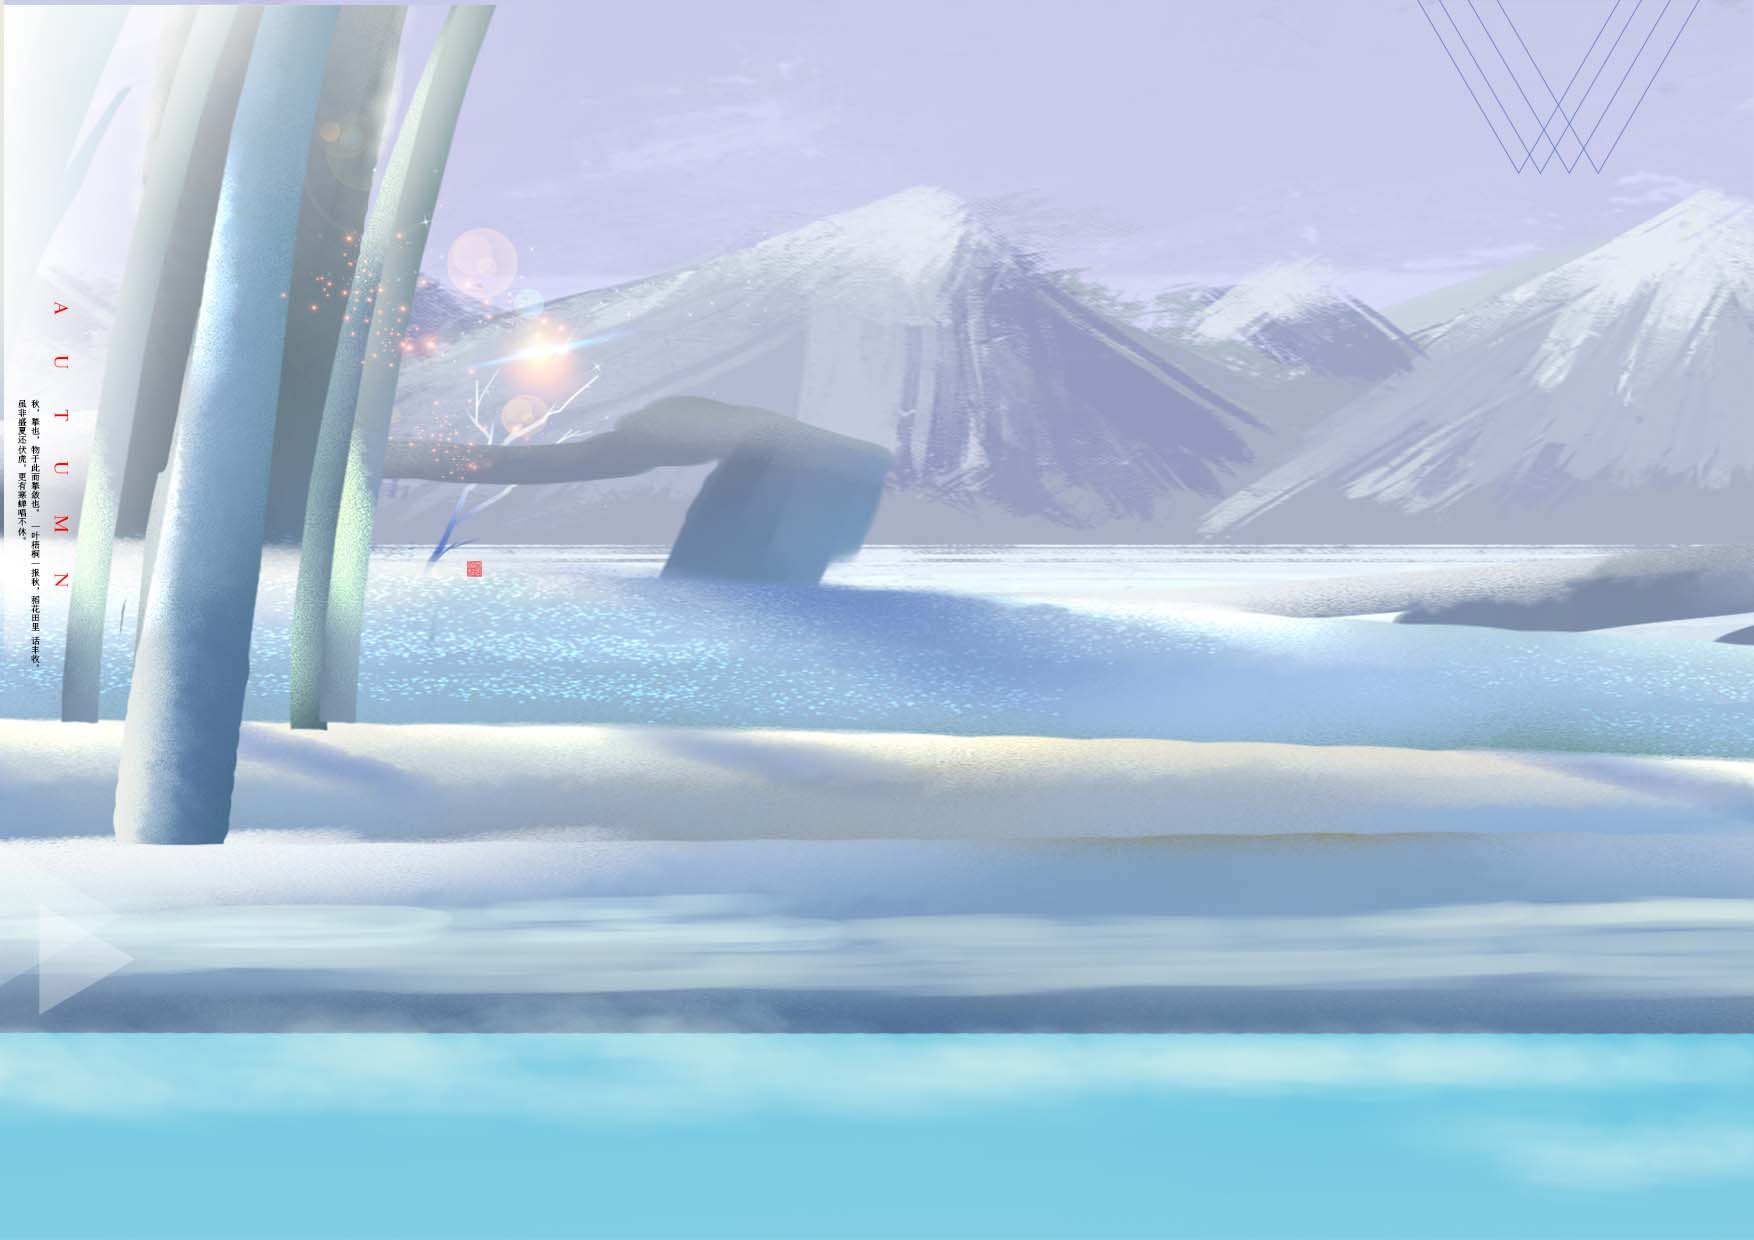 AUTUMN
秋，揫也，物于此而揫敛也，一叶梧桐一报秋，稻花田里 话丰收，
虽非盛夏还伏虎，更有寒蝉唱不休。